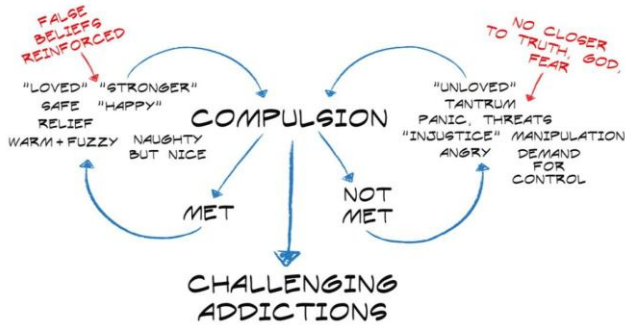 FALSE
BELIEFS
REINFORCED
"LOVED" "STRONGER"
SAFE "HAPPY"
RELIEF
WARM + FUZZY
NAUGHTY
BUT NICE
COMPULSION
MET
NOT
MET
NO CLOSER
TO TRUTH, GOD,
FEAR
"UNLOVED"
TANTRUM
PANIC, THREATS
"INJUSTICE" MANIPULATION
ANGRY
DEMAND
FOR
CONTROL
CHALLENGING
ADDICTIONS